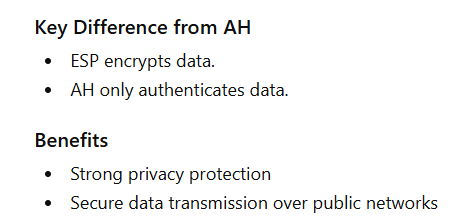 Key Difference from AH
• ESP encrypts data.
• AH only authenticates data.
Benefits
• Strong privacy protection
• Secure data transmission over public networks